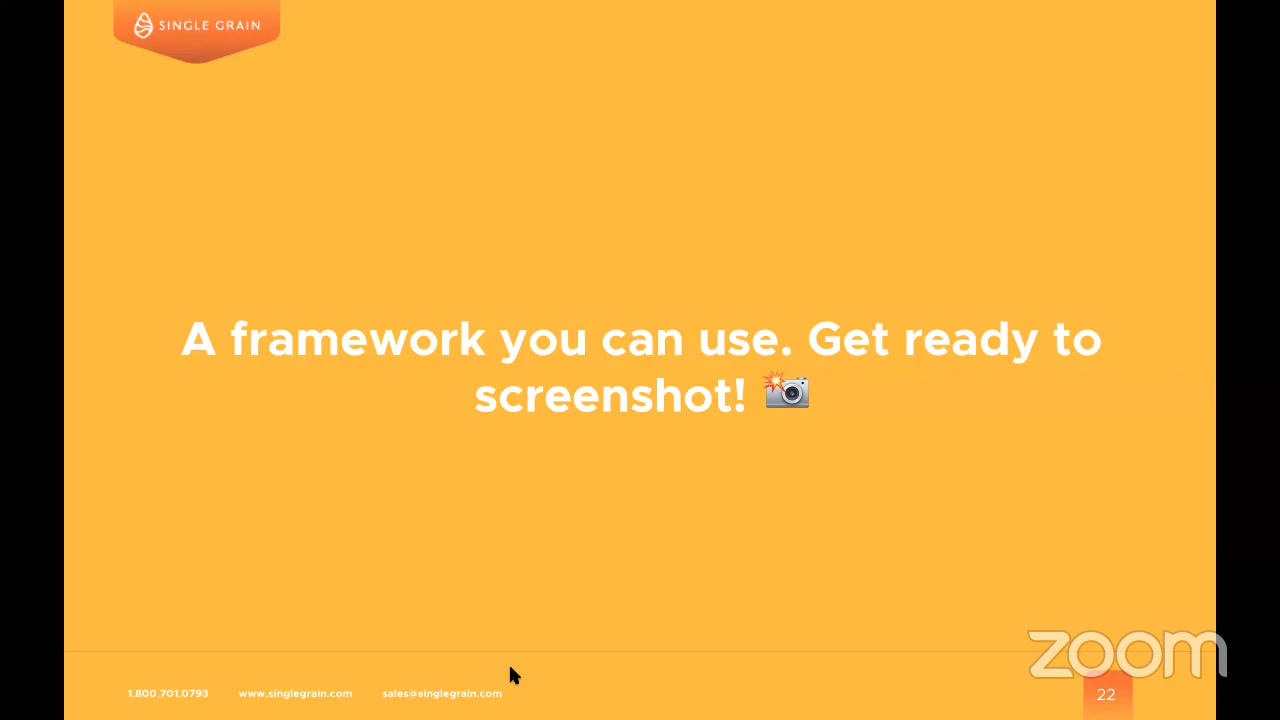 SINGLE GRAIN
A framework you can use. Get ready to
screenshot! 📸
1.800.701.0793 www.singlegrain.com sales@singlegrain.com
22
zoom